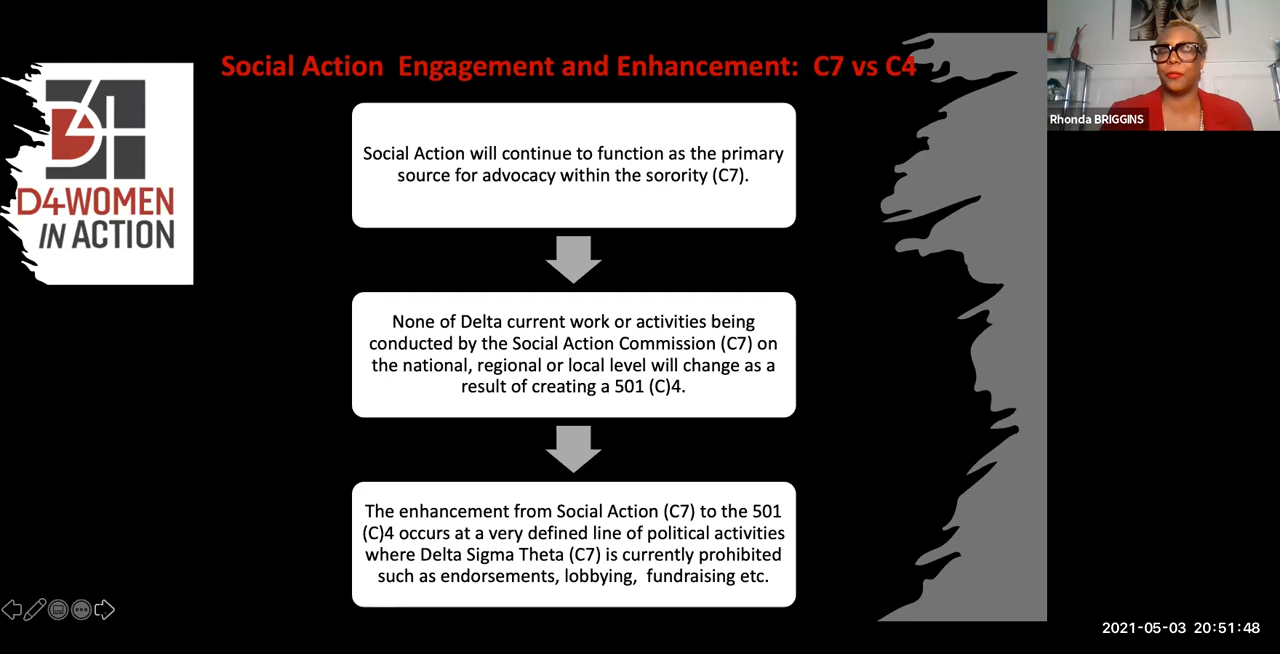 Social Action  Engagement and Enhancement:  C7 vs C4
D4WOMEN
IN ACTION
Social Action will continue to function as the primary
source for advocacy within the sorority (C7).
None of Delta current work or activities being
conducted by the Social Action Commission (C7) on
the national, regional or local level will change as a
result of creating a 501 (C)4.
The enhancement from Social Action (C7) to the 501
(C)4 occurs at a very defined line of political activities
where Delta Sigma Theta (C7) is currently prohibited
such as endorsements, lobbying,  fundraising etc.
Rhonda BRIGGINS
2021-05-03 20:51:48